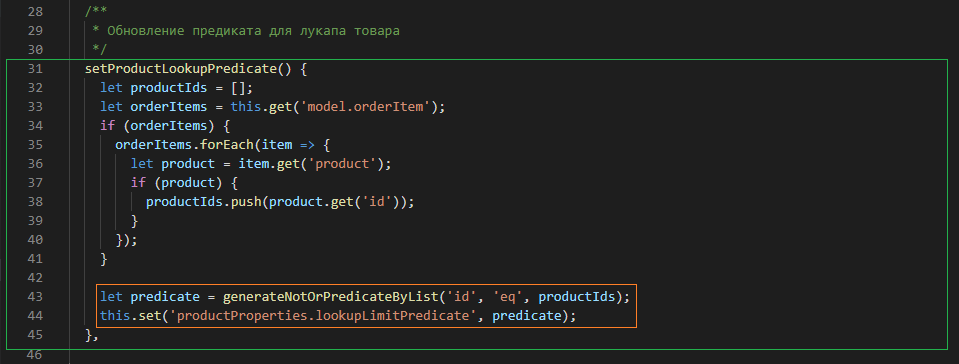 28 /**
29 * Обновление предиката для лукапа товара
30 */
31 setProductLookupPredicate() {
32 let productIds = [];
33 let orderItems = this.get('model.orderItem');
34 if (orderItems) {
35 orderItems.forEach(item => {
36 let product = item.get('product');
37 if (product) {
38 productIds.push(product.get('id'));
39 }
40 });
41 }
42
43 let predicate = generateNotOrPredicateByList('id', 'eq', productIds);
44 this.set('productProperties.lookupLimitPredicate', predicate);
45 },
46